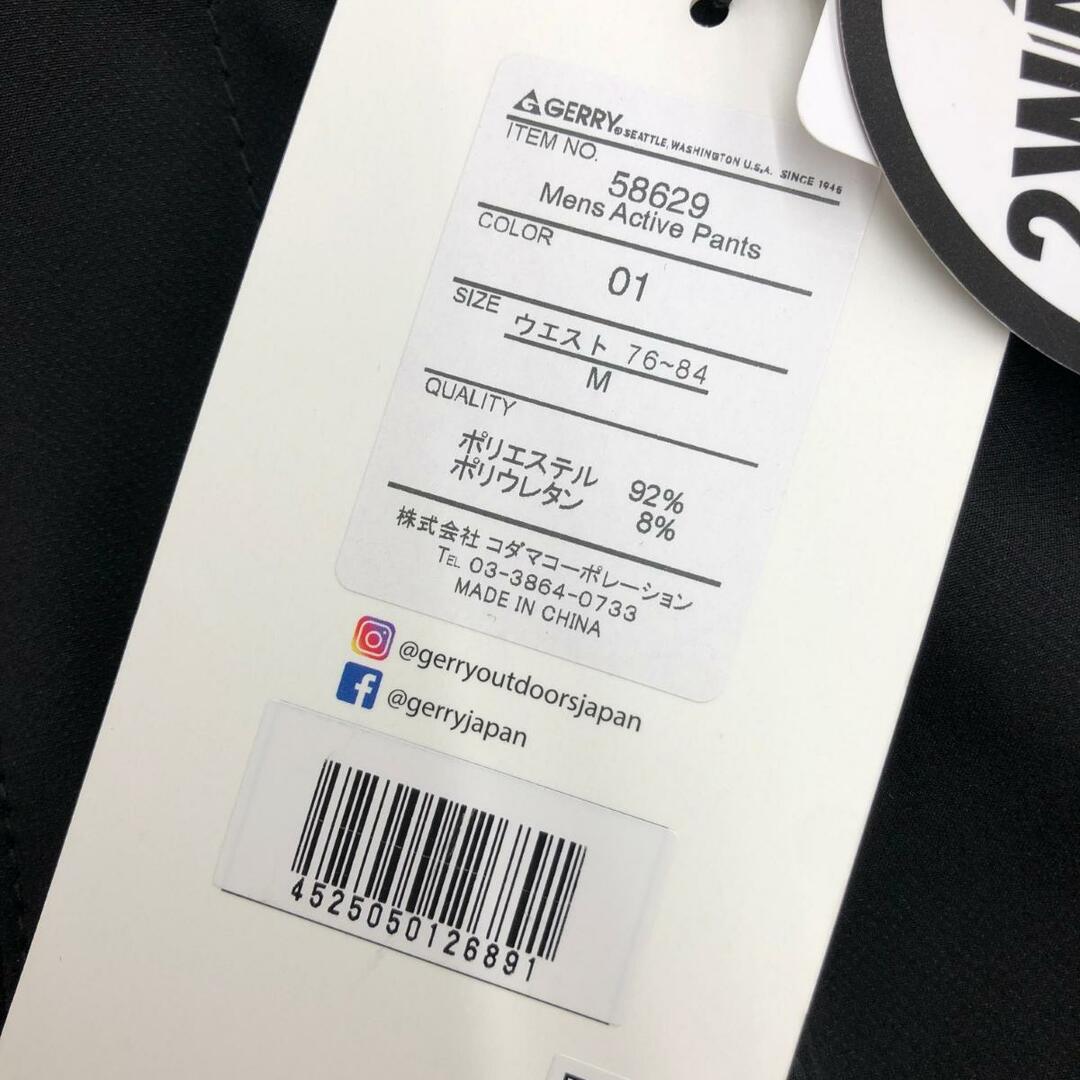 GERRY® SEATTLE, WASHINGTON U.S.A. SINCE 1946
ITEM NO.
58629
Mens Active Pants
COLOR
01
SIZE
ウエスト 76~84
M
QUALITY
ポリエステル 92%
ポリウレタン 8%
株式会社 コダマコーポレーション
TEL 03-3864-0733
MADE IN CHINA
@gerryoutdoorsjapan
@gerryjapan
4525050126891